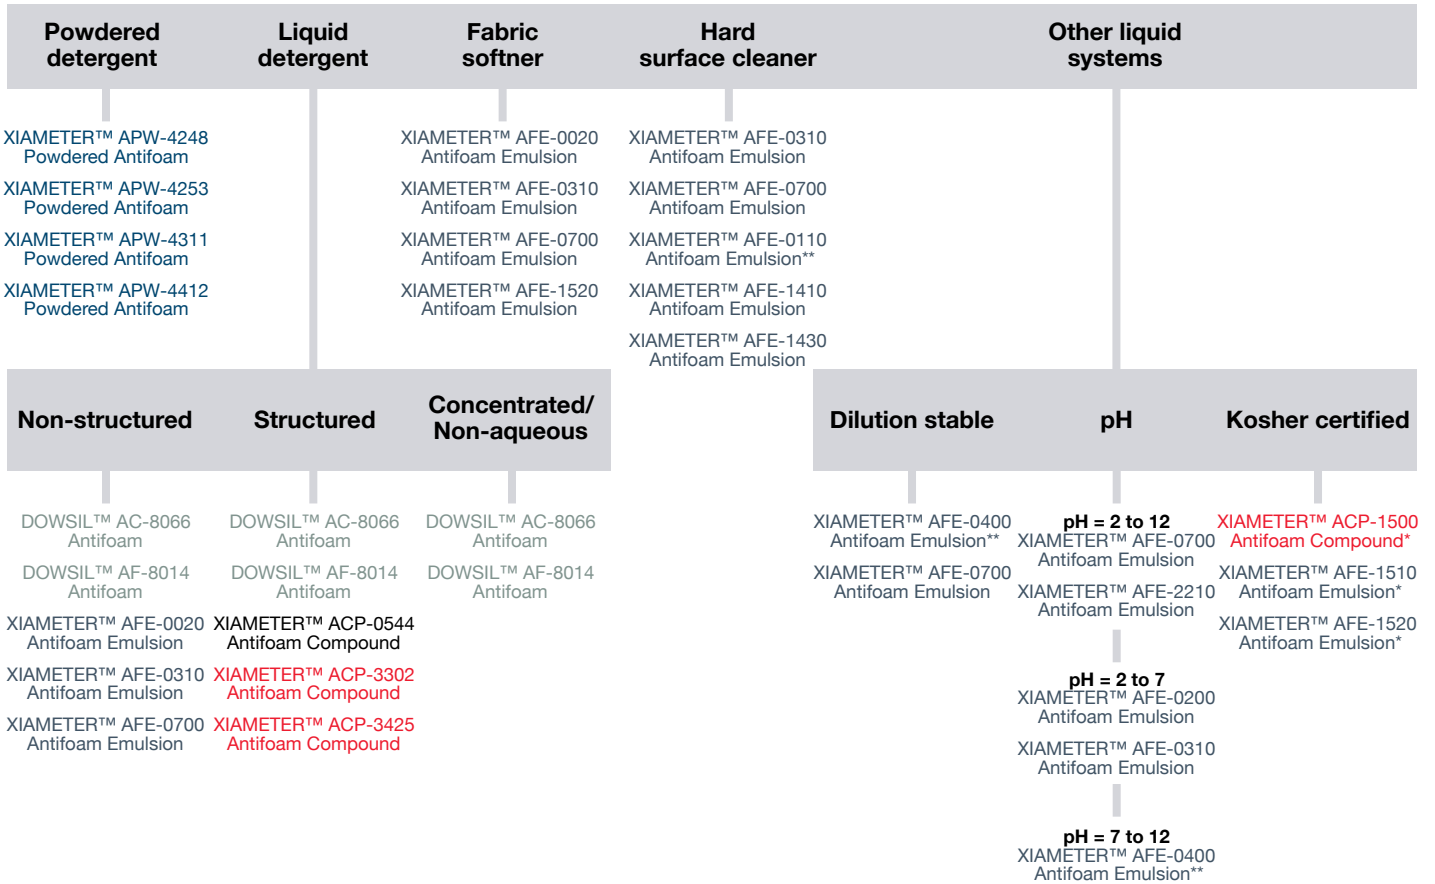 Powdered
detergent
Liquid
detergent
Fabric
softner
Hard
surface cleaner
Other liquid
systems
XIAMETER™ APW-4248
Powdered Antifoam
XIAMETER™ APW-4253
Powdered Antifoam
XIAMETER™ APW-4311
Powdered Antifoam
XIAMETER™ APW-4412
Powdered Antifoam
XIAMETER™ AFE-0020
Antifoam Emulsion
XIAMETER™ AFE-0310
Antifoam Emulsion
XIAMETER™ AFE-0700
Antifoam Emulsion
XIAMETER™ AFE-1520
Antifoam Emulsion
XIAMETER™ AFE-0310
Antifoam Emulsion
XIAMETER™ AFE-0700
Antifoam Emulsion
XIAMETER™ AFE-0110
Antifoam Emulsion**
XIAMETER™ AFE-1410
Antifoam Emulsion
XIAMETER™ AFE-1430
Antifoam Emulsion
Non-structured
Structured
Concentrated/
Non-aqueous
DOWSIL™ AC-8066
Antifoam
DOWSIL™ AF-8014
Antifoam
XIAMETER™ AFE-0020
Antifoam Emulsion
XIAMETER™ AFE-0310
Antifoam Emulsion
XIAMETER™ AFE-0700
Antifoam Emulsion
DOWSIL™ AC-8066
Antifoam
DOWSIL™ AF-8014
Antifoam
XIAMETER™ ACP-0544
Antifoam Compound
XIAMETER™ ACP-3302
Antifoam Compound
XIAMETER™ ACP-3425
Antifoam Compound
DOWSIL™ AC-8066
Antifoam
DOWSIL™ AF-8014
Antifoam
Dilution stable
pH
Kosher certified
XIAMETER™ AFE-0400
Antifoam Emulsion**
XIAMETER™ AFE-0700
Antifoam Emulsion
pH = 2 to 12
XIAMETER™ AFE-0700
Antifoam Emulsion
XIAMETER™ AFE-2210
Antifoam Emulsion
pH = 2 to 7
XIAMETER™ AFE-0200
Antifoam Emulsion
XIAMETER™ AFE-0310
Antifoam Emulsion
pH = 7 to 12
XIAMETER™ AFE-0400
Antifoam Emulsion**
XIAMETER™ ACP-1500
Antifoam Compound*
XIAMETER™ AFE-1510
Antifoam Emulsion*
XIAMETER™ AFE-1520
Antifoam Emulsion*